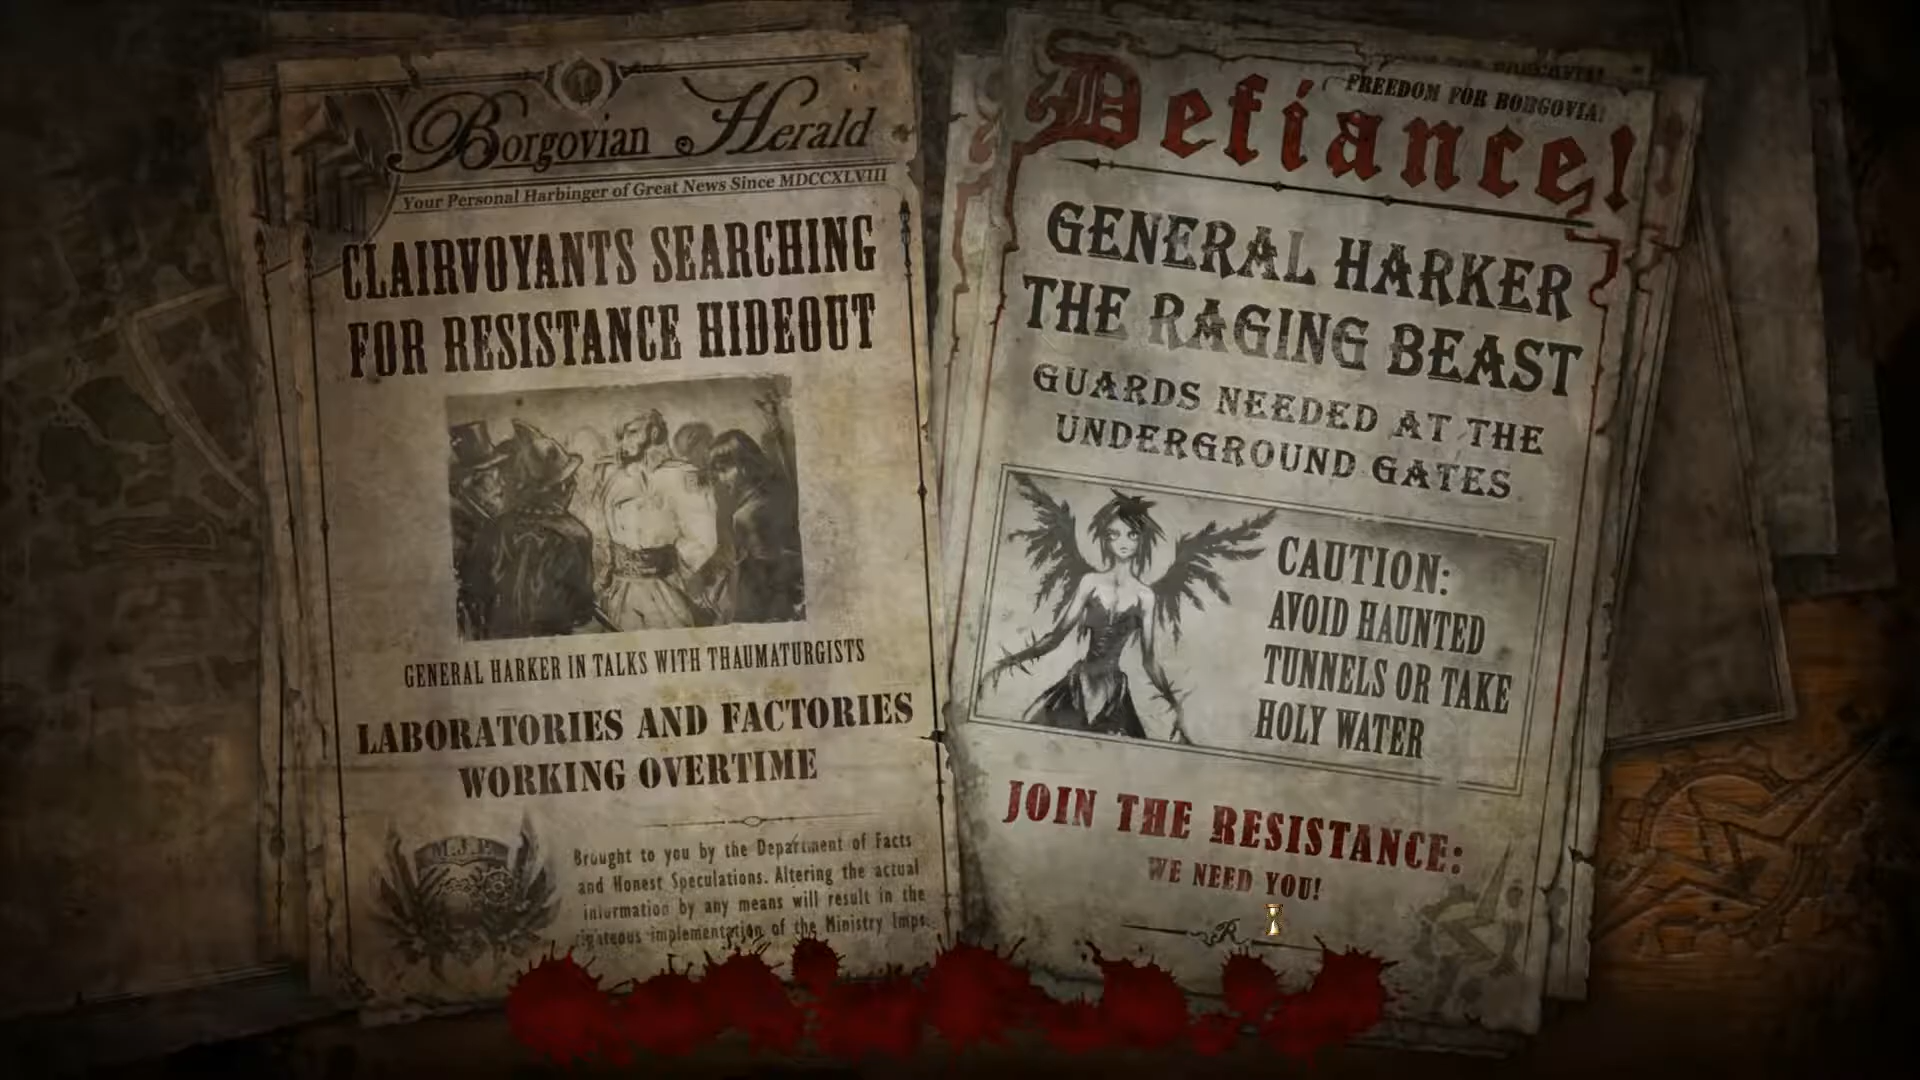 Borgovian Herald
Your Personal Harbinger of Great News Since MDCCXLVIII
CLAIRVOYANTS SEARCHING
FOR RESISTANCE HIDEOUT
GENERAL HARKER IN TALKS WITH THAUMATURGISTS
LABORATORIES AND FACTORIES
WORKING OVERTIME
Brought to you by the Department of Facts
and Honest Speculations. Altering the actual
information by any means will result in the
righteous implementation of the Ministry Imps.
FREEDOM FOR BORGOVIA!
Defiance!
GENERAL HARKER
THE RAGING BEAST
GUARDS NEEDED AT THE
UNDERGROUND GATES
CAUTION:
AVOID HAUNTED
TUNNELS OR TAKE
HOLY WATER
JOIN THE RESISTANCE:
WE NEED YOU!
R